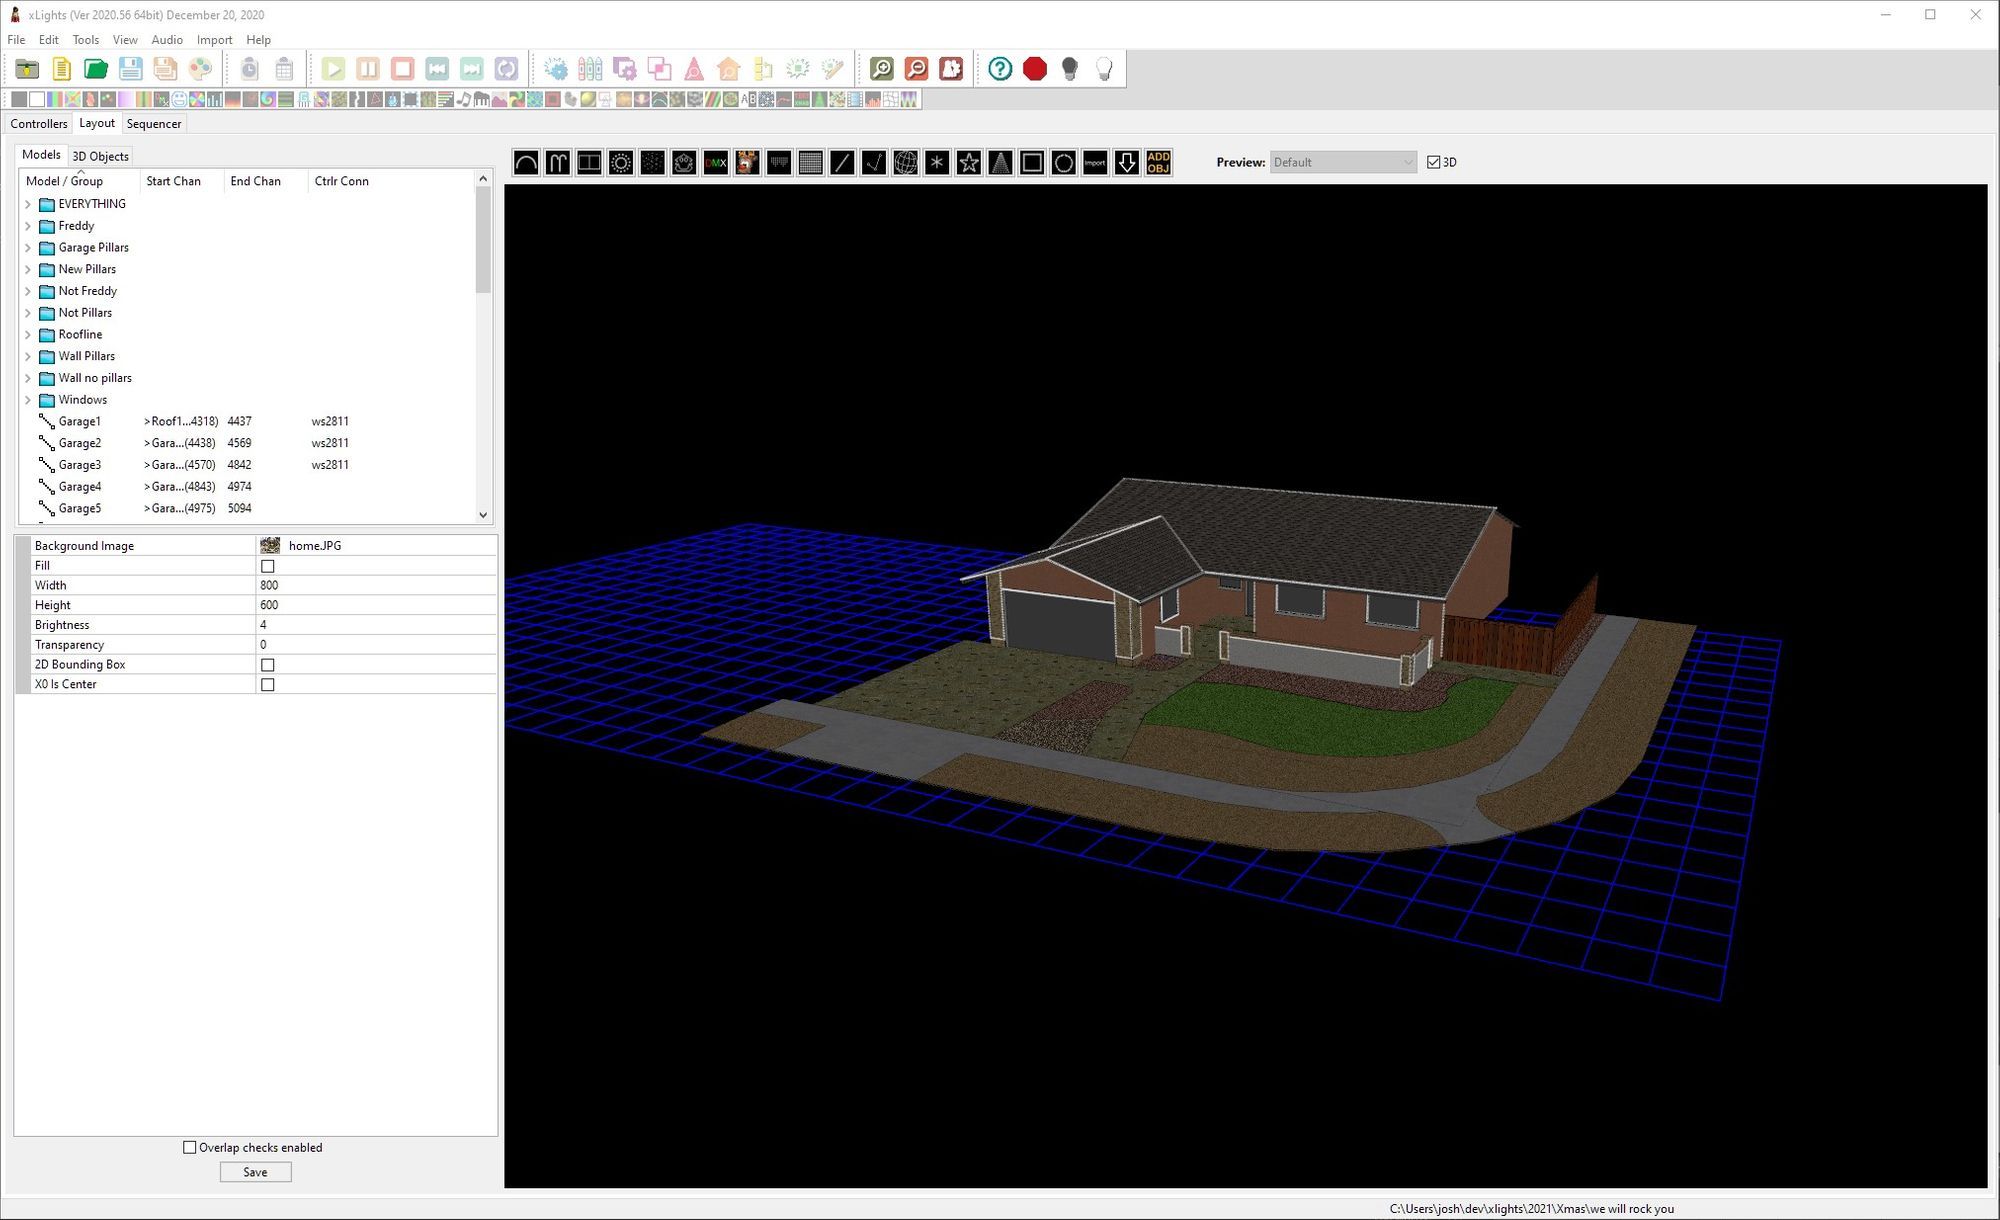 xLights (Ver 2020.56 64bit) December 20, 2020
File Edit Tools View Audio Import Help
Controllers Layout Sequencer
Models 3D Objects
DMX Import ADD OBJ
Preview: Default 3D
Model / Group Start Chan End Chan Ctrlr Conn
EVERYTHING
Freddy
Garage Pillars
New Pillars
Not Freddy
Not Pillars
Roofline
Wall Pillars
Wall no pillars
Windows
Garage1 >Roof1...4318) 4437 ws2811
Garage2 >Gara...(4438) 4569 ws2811
Garage3 >Gara...(4570) 4842 ws2811
Garage4 >Gara...(4843) 4974
Garage5 >Gara...(4975) 5094
Background Image home.JPG
Fill
Width 800
Height 600
Brightness 4
Transparency 0
2D Bounding Box
X0 Is Center
Overlap checks enabled
Save
C:\Users\josh\dev\xlights\2021\Xmas\we will rock you